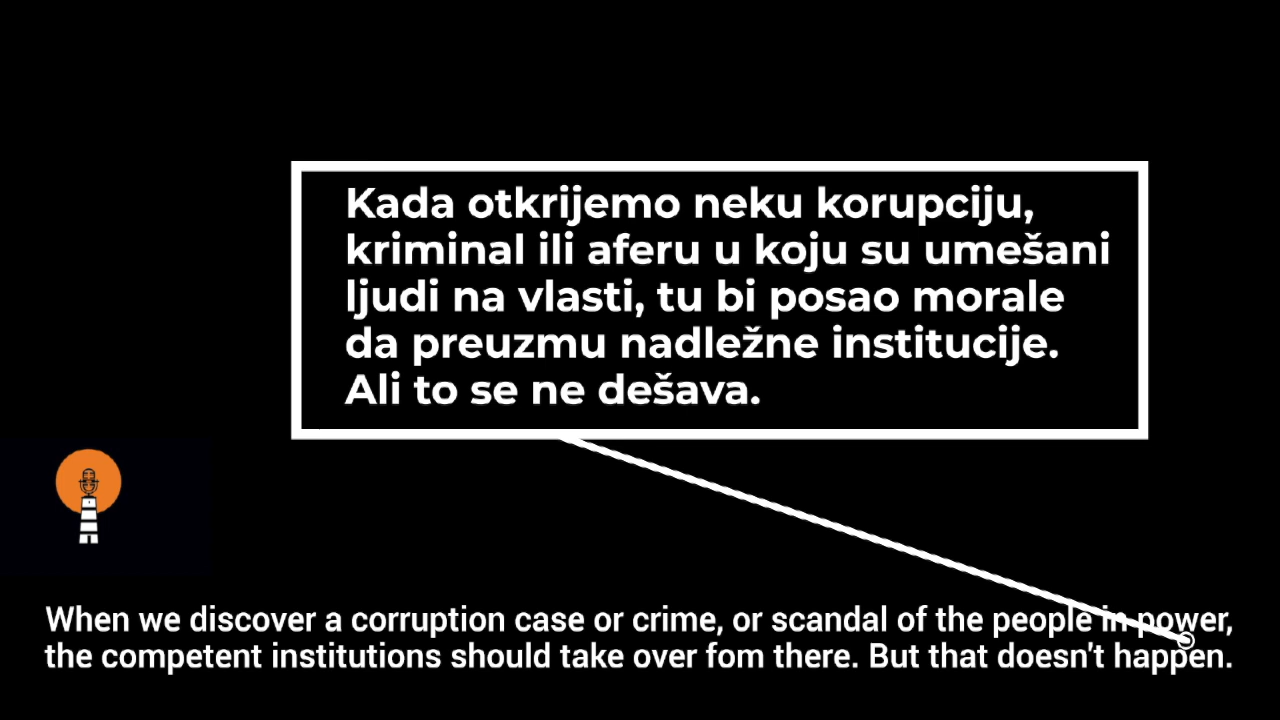 Kada otkrijemo neku korupciju,
kriminal ili aferu u koju su umešani
ljudi na vlasti, tu bi posao morale
da preuzmu nadležne institucije.
Ali to se ne dešava.
When we discover a corruption case or crime, or scandal of the people in power,
the competent institutions should take over fom there. But that doesn't happen.